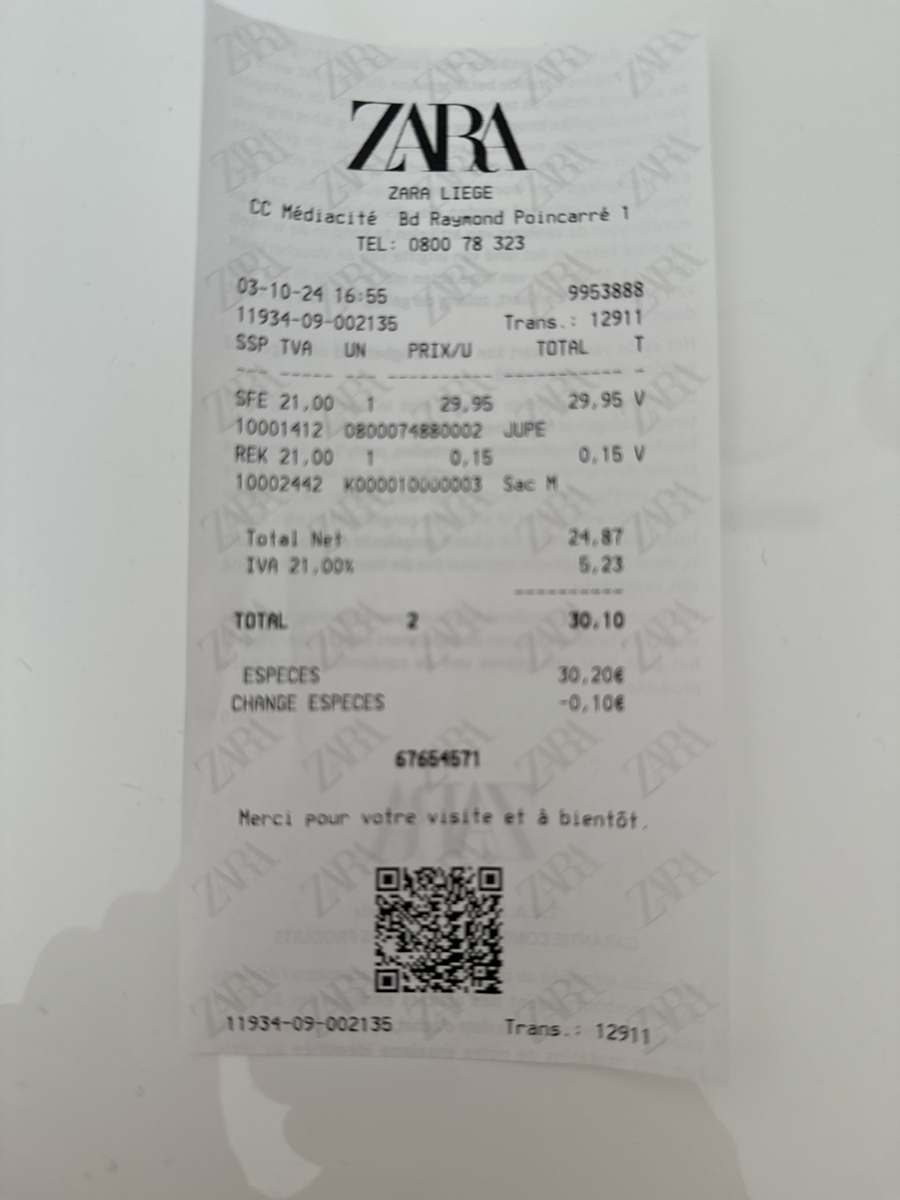 ZARA
ZARA LIEGE
CC Médiacité Bd Raymond Poincarré 1
TEL: 0800 78 323
03-10-24 16:55 9953888
11934-09-002135 Trans.: 12911
SSP TVA UN PRIX/U TOTAL T
SFE 21,00 1 29,95 29,95 V
10001412 0800074880002 JUPE
REK 21,00 1 0,15 0,15 V
10002442 K000010000003 Sac M
Total Net 24,87
IVA 21,00% 5,23
TOTAL 2 30,10
ESPECES 30,20€
CHANGE ESPECES -0,10€
67654571
Merci pour votre visite et à bientôt.
11934-09-002135 Trans.: 12911